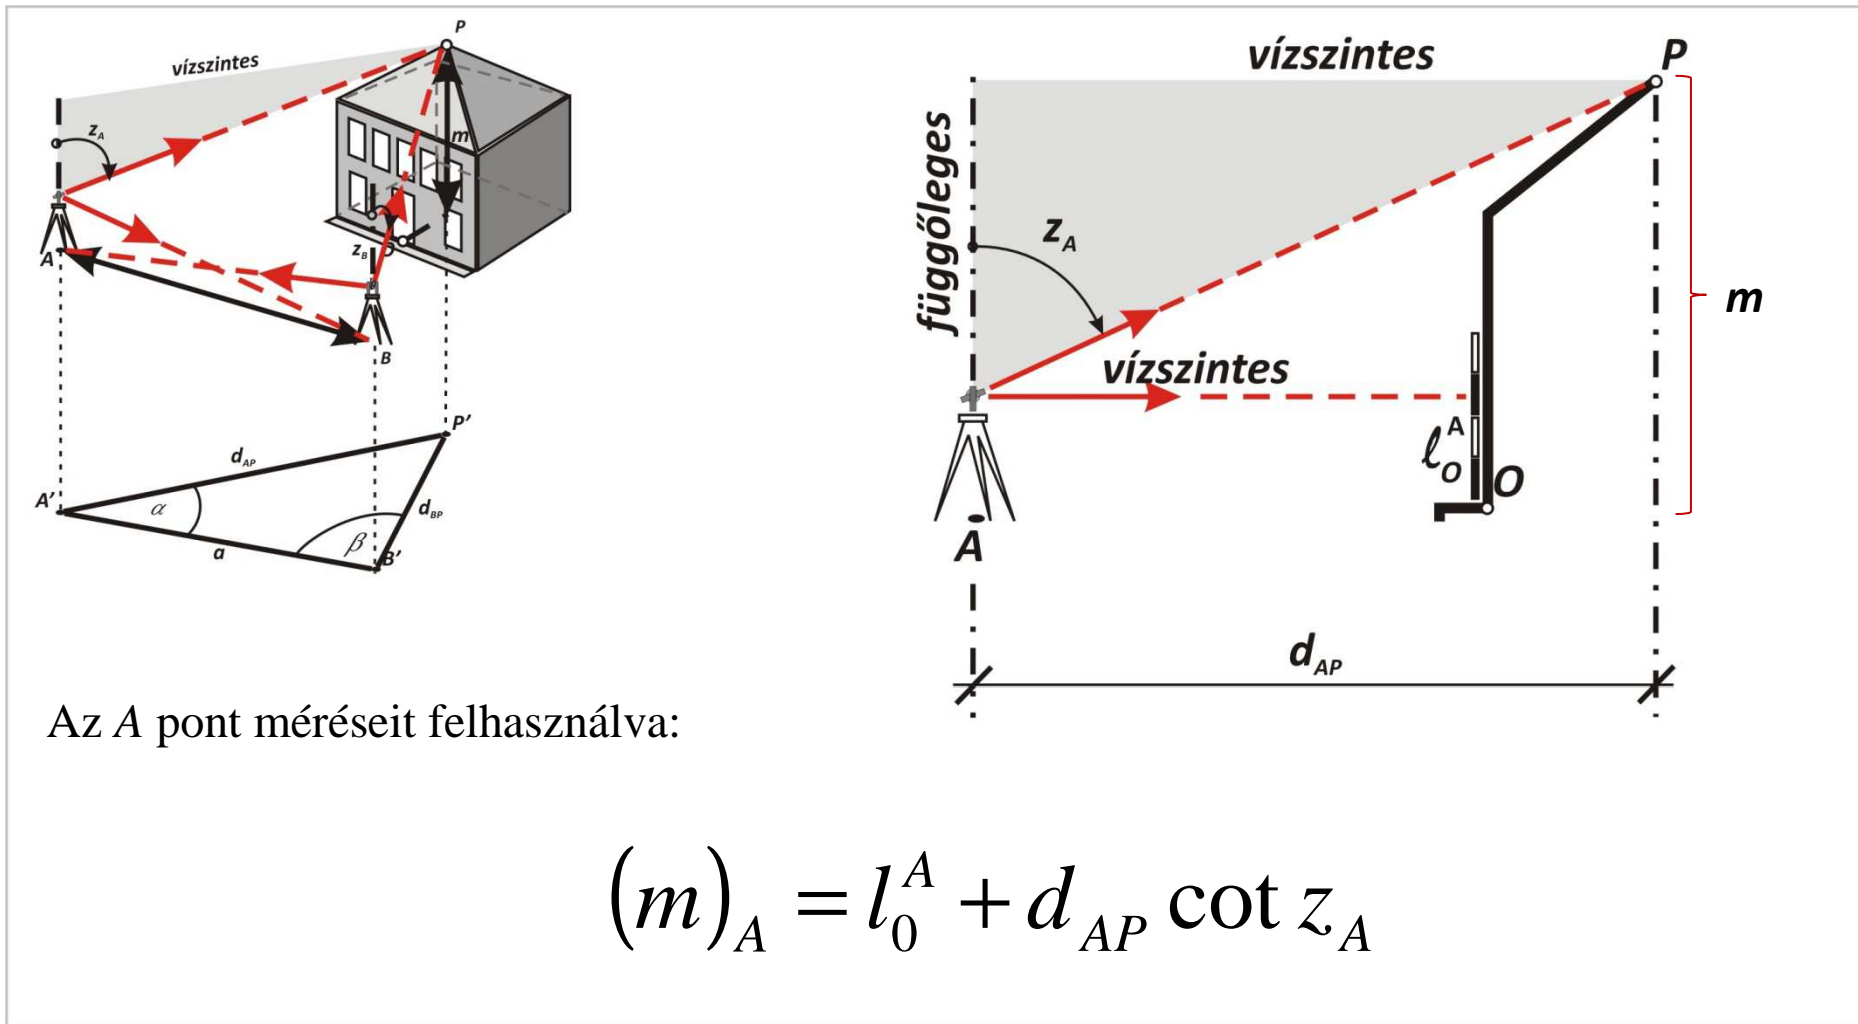 P
vízszintes
z_A
m
z_B
O
A
B
P'
d_AP
A'
α
d_BP
a
β
B'
vízszintes
P
függőleges
z_A
m
vízszintes
ℓ_O^A
O
A
d_AP
Az A pont méréseit felhasználva:
(m)_A = l_0^A + d_AP cot z_A